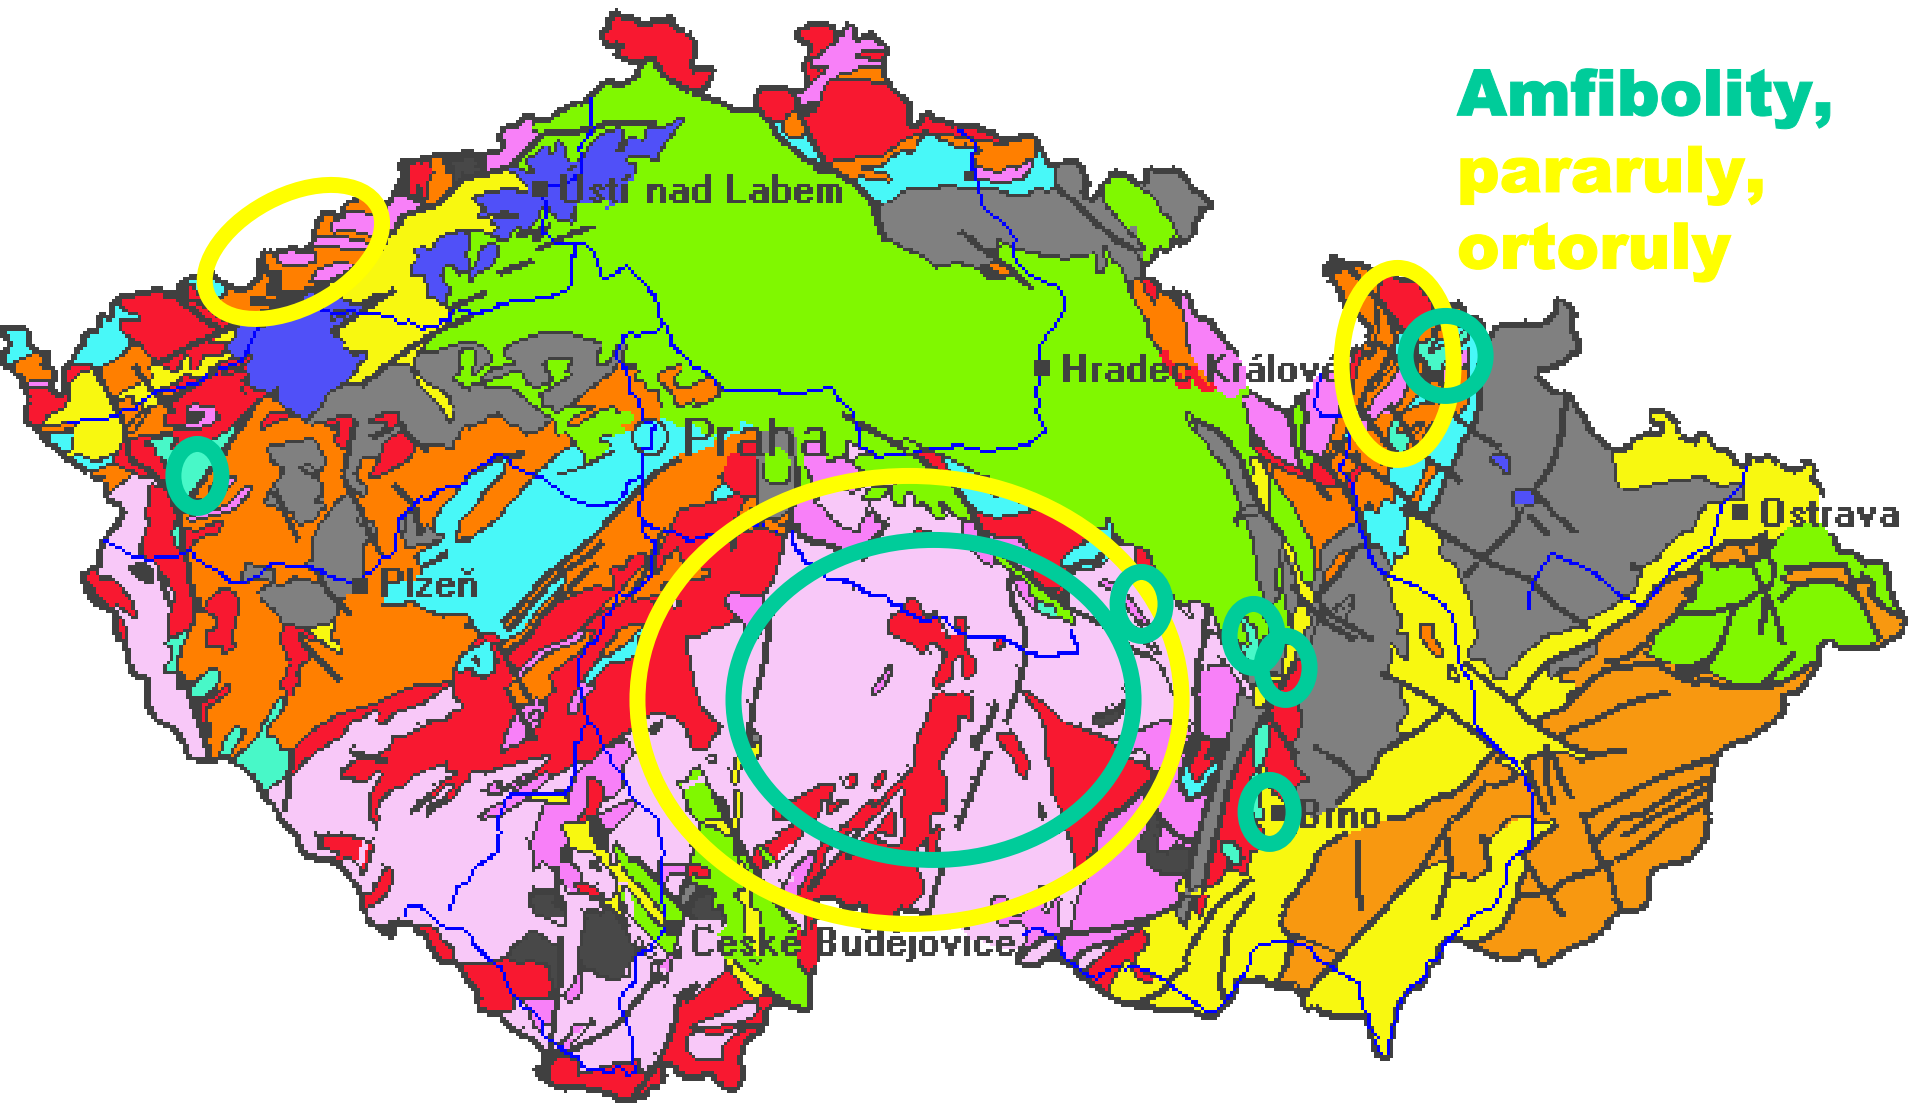 Amfibolity,
pararuly,
ortoruly
Ústí nad Labem
Hradec Králové
Praha
Ostrava
Plzeň
Brno
České Budějovice